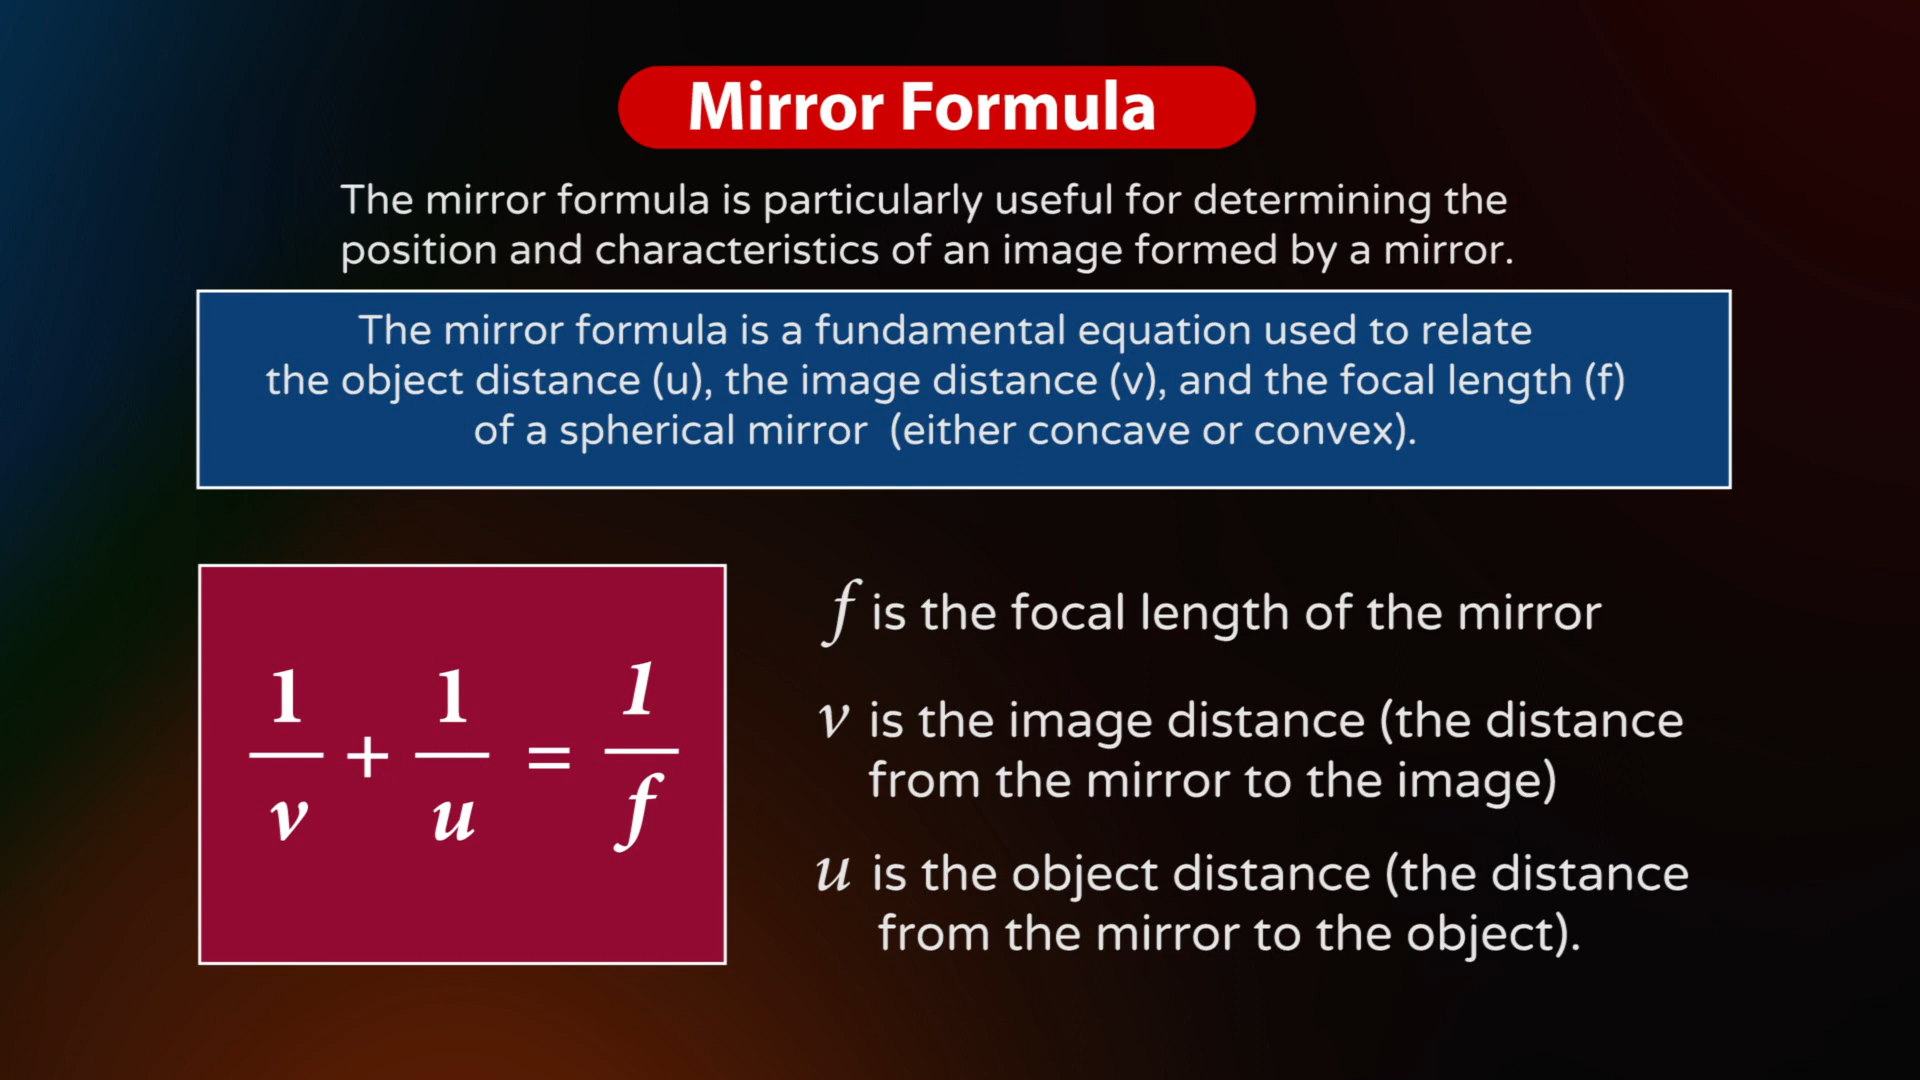 Mirror Formula
The mirror formula is particularly useful for determining the
position and characteristics of an image formed by a mirror.
The mirror formula is a fundamental equation used to relate
the object distance (u), the image distance (v), and the focal length (f)
of a spherical mirror (either concave or convex).
1/v + 1/u = 1/f
f is the focal length of the mirror
v is the image distance (the distance
from the mirror to the image)
u is the object distance (the distance
from the mirror to the object).